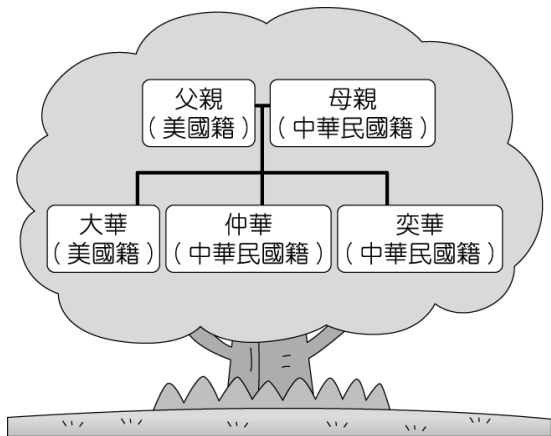 父親
（美國籍）
母親
（中華民國籍）
大華
（美國籍）
仲華
（中華民國籍）
奕華
（中華民國籍）